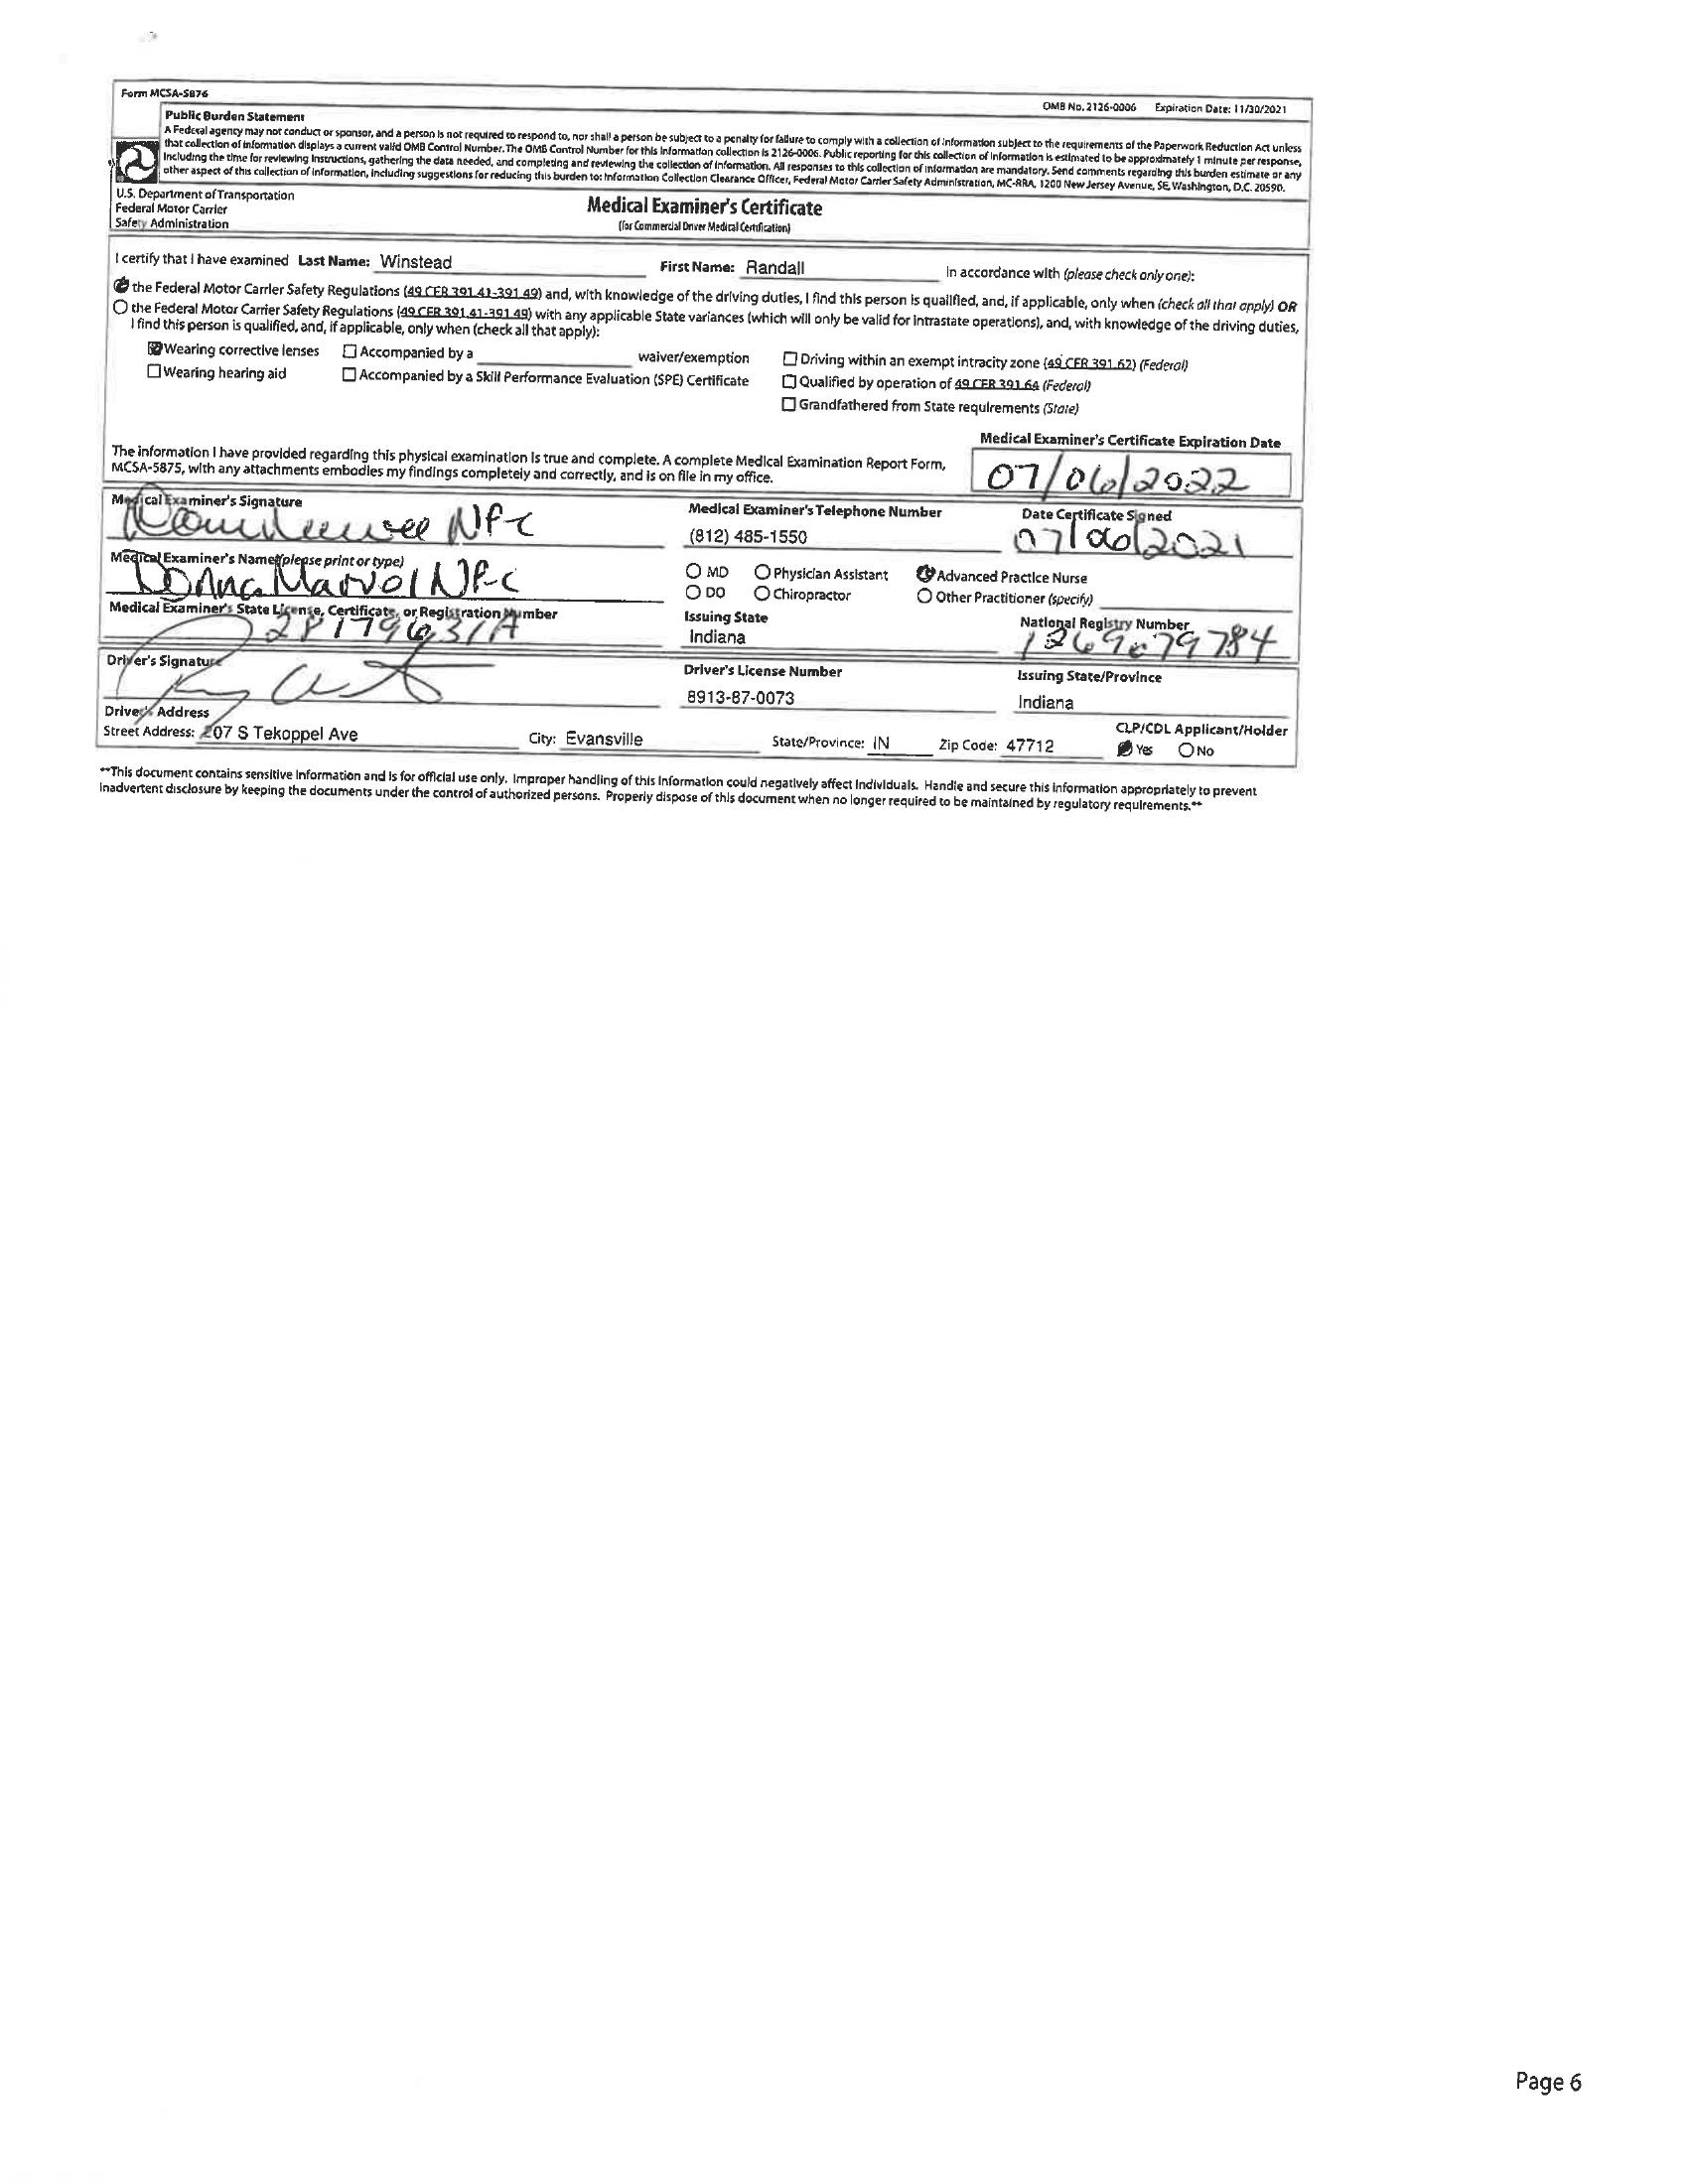 Form MCSA-5876
OMB No. 2126-0006 Expiration Date: 11/30/2021
Public Burden Statement
A Federal agency may not conduct or sponsor, and a person is not required to respond to, nor shall a person be subject to a penalty for failure to comply with a collection of information subject to the requirements of the Paperwork Reduction Act unless
that collection of information displays a current valid OMB Control Number. The OMB Control Number for this information collection is 2126-0006. Public reporting for this collection of information is estimated to be approximately 1 minute per response,
including the time for reviewing instructions, gathering the data needed, and completing and reviewing the collection of information. All responses to this collection of information are mandatory. Send comments regarding this burden estimate or any
other aspect of this collection of information, including suggestions for reducing this burden to: Information Collection Clearance Officer, Federal Motor Carrier Safety Administration, MC-RRA, 1200 New Jersey Avenue, SE, Washington, D.C. 20590.
U.S. Department of Transportation
Federal Motor Carrier
Safety Administration
Medical Examiner's Certificate
(for Commercial Driver Medical Certification)
I certify that I have examined Last Name: Winstead First Name: Randall in accordance with (please check only one):
the Federal Motor Carrier Safety Regulations (49 CFR 391.41-391.49) and, with knowledge of the driving duties, I find this person is qualified, and, if applicable, only when (check all that apply) OR
the Federal Motor Carrier Safety Regulations (49 CFR 391.41-391.49) with any applicable State variances (which will only be valid for intrastate operations), and, with knowledge of the driving duties,
I find this person is qualified, and, if applicable, only when (check all that apply):
Wearing corrective lenses Accompanied by a waiver/exemption Driving within an exempt intracity zone (49 CFR 391.62) (Federal)
Wearing hearing aid Accompanied by a Skill Performance Evaluation (SPE) Certificate Qualified by operation of 49 CFR 391.64 (Federal)
Grandfathered from State requirements (State)
The information I have provided regarding this physical examination is true and complete. A complete Medical Examination Report Form,
MCSA-5875, with any attachments embodies my findings completely and correctly, and is on file in my office.
Medical Examiner's Certificate Expiration Date
07/06/2022
Medical Examiner's Signature Medical Examiner's Telephone Number Date Certificate Signed
NP-C (812) 485-1550 07/06/2021
Medical Examiner's Name (please print or type)
Donna Marvel NP-C
MD Physician Assistant Advanced Practice Nurse
DO Chiropractor Other Practitioner (specify)
Medical Examiner's State License, Certificate, or Registration Number Issuing State National Registry Number
28179631A Indiana 1269079784
Driver's Signature Driver's License Number Issuing State/Province
8913-87-0073 Indiana
Driver's Address
Street Address: 207 S Tekoppel Ave City: Evansville State/Province: IN Zip Code: 47712
CLP/CDL Applicant/Holder
Yes No
**This document contains sensitive information and is for official use only. Improper handling of this information could negatively affect individuals. Handle and secure this information appropriately to prevent
inadvertent disclosure by keeping the documents under the control of authorized persons. Properly dispose of this document when no longer required to be maintained by regulatory requirements.**
Page 6